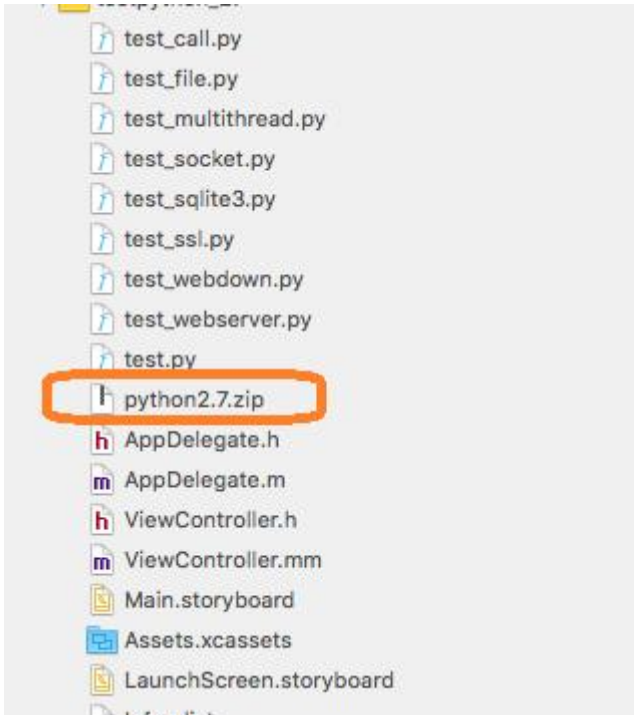 test_call.py
test_file.py
test_multithread.py
test_socket.py
test_sqlite3.py
test_ssl.py
test_webdown.py
test_webserver.py
test.py
python2.7.zip
h AppDelegate.h
m AppDelegate.m
h ViewController.h
m ViewController.mm
Main.storyboard
Assets.xcassets
LaunchScreen.storyboard